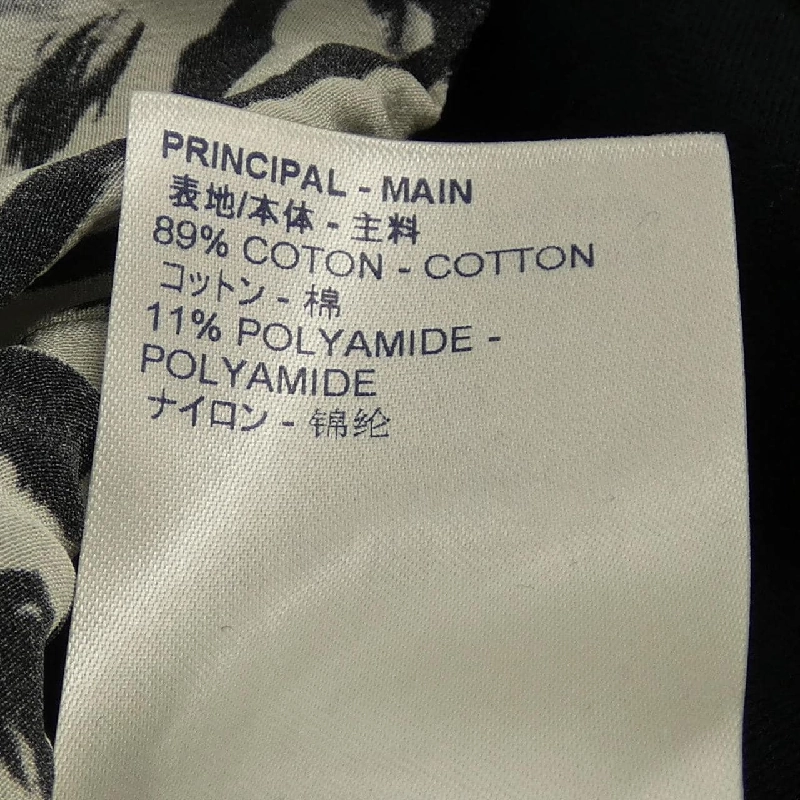 PRINCIPAL - MAIN
表地/本体 - 主料
89% COTON - COTTON
コットン - 棉
11% POLYAMIDE -
POLYAMIDE
ナイロン - 锦纶